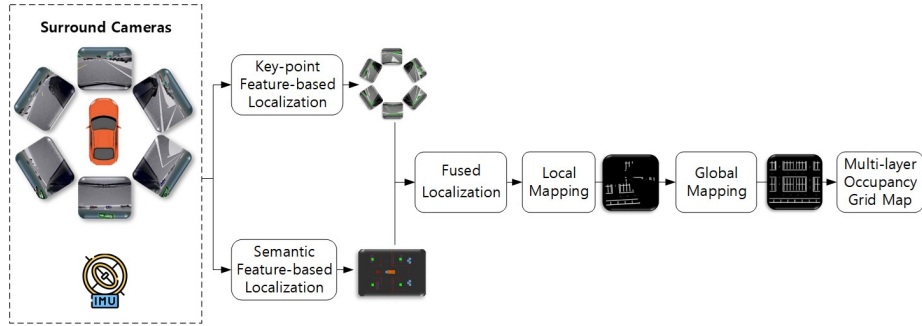 Surround Cameras
IMU
Key-point
Feature-based
Localization
Semantic
Feature-based
Localization
Fused
Localization
Local
Mapping
Global
Mapping
Multi-layer
Occupancy
Grid Map